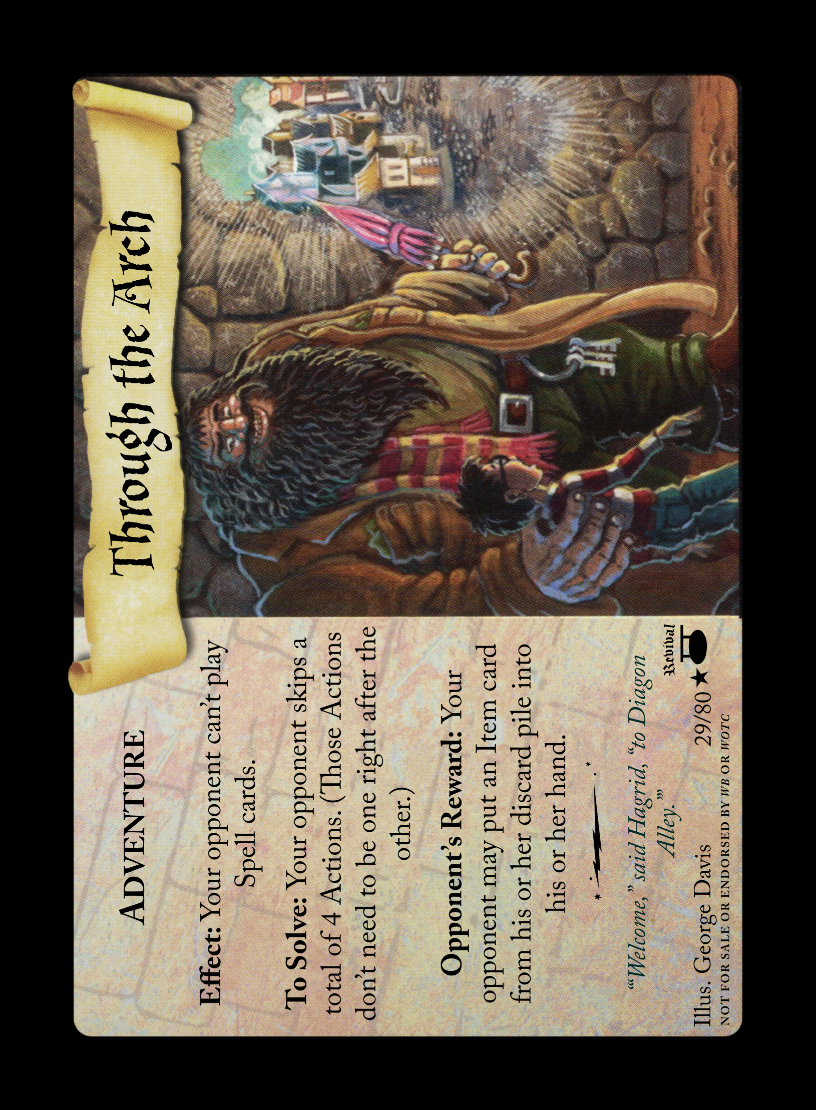 Through the Arch
ADVENTURE
Effect: Your opponent can't play
Spell cards.
To Solve: Your opponent skips a
total of 4 Actions. (Those Actions
don't need to be one right after the
other.)
Opponent's Reward: Your
opponent may put an Item card
from his or her discard pile into
his or her hand.
“‘Welcome,’ said Hagrid, ‘to Diagon
Alley.’”
Revival
Illus. George Davis 29/80 ★
NOT FOR SALE OR ENDORSED BY WB OR WOTC